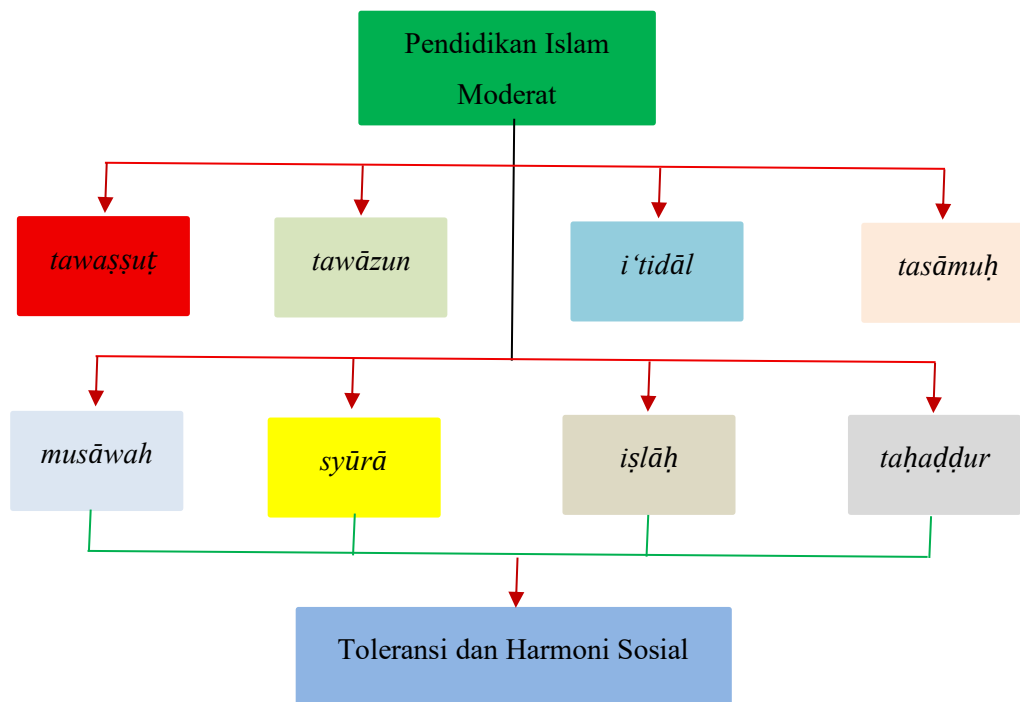 Pendidikan Islam
Moderat
tawaṣṣuṭ
tawāzun
i‘tidāl
tasāmuḥ
musāwah
syūrā
iṣlāḥ
taḥaḍḍur
Toleransi dan Harmoni Sosial